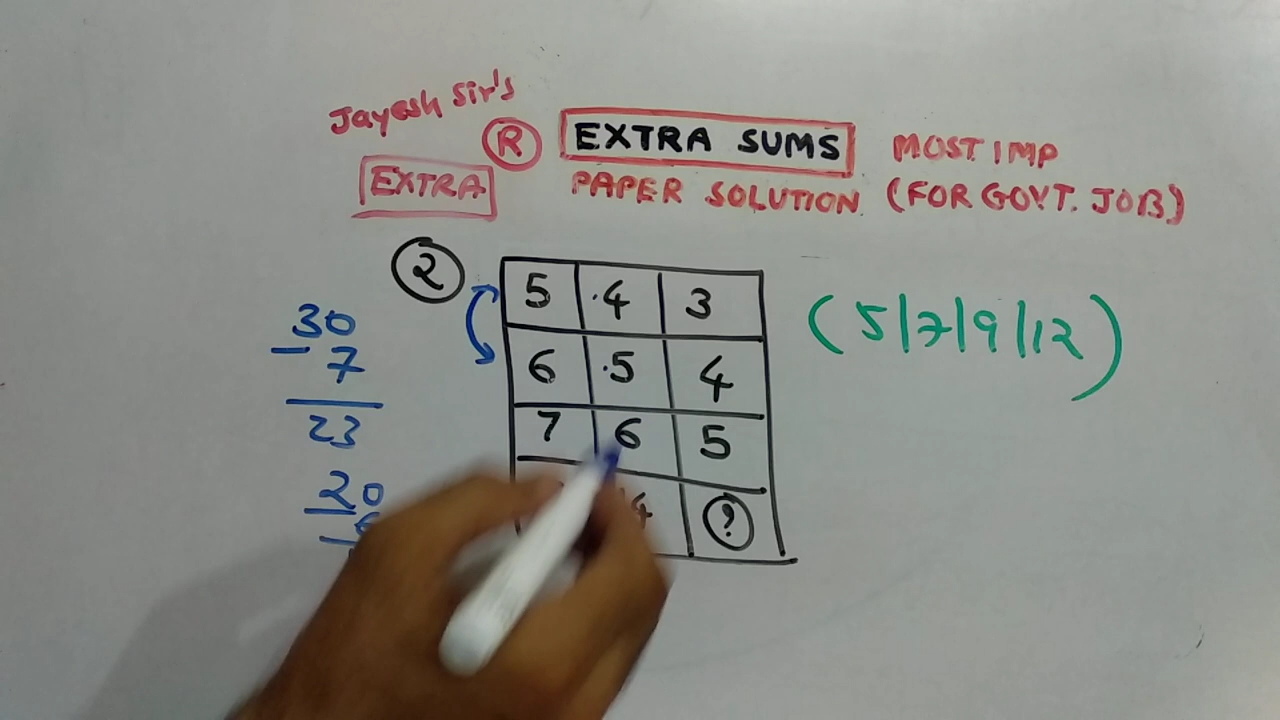 Jayesh Sir's
R EXTRA SUMS MOST IMP
EXTRA PAPER SOLUTION (FOR GOVT. JOB)
2
5 .4 3
6 .5 4
7 6 5
4 ?
(5/7/9/12)
30
- 7
23
20